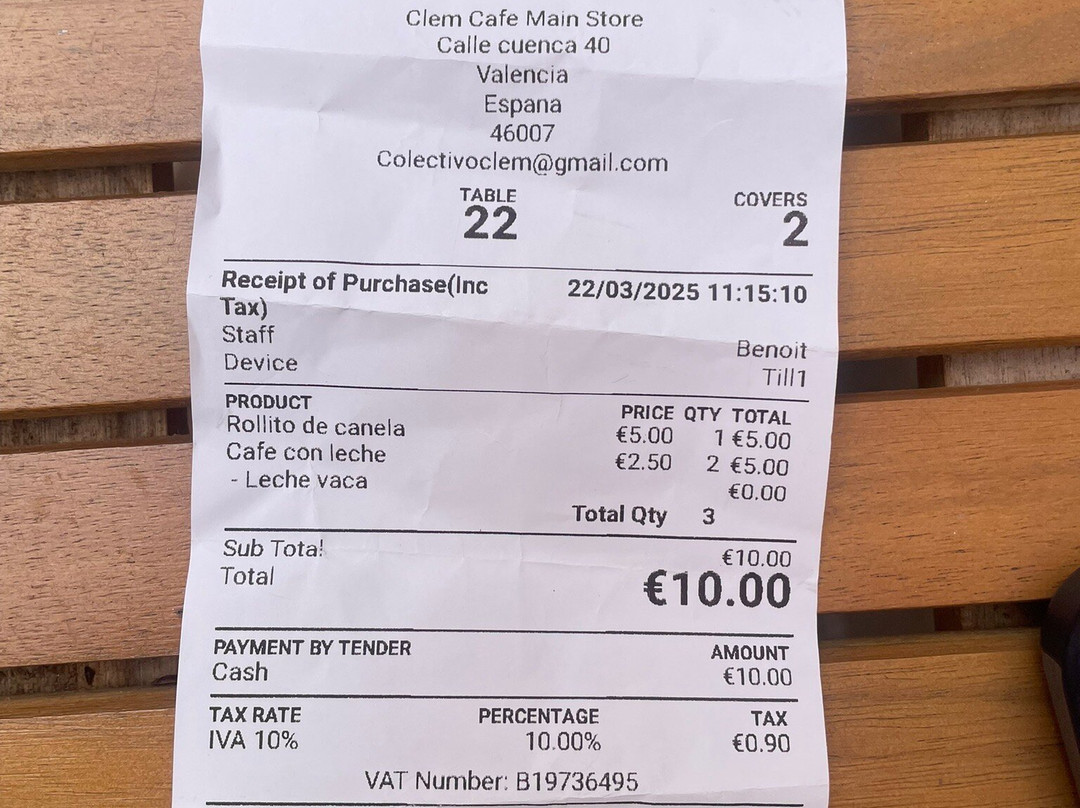 Clem Cafe Main Store
Calle cuenca 40
Valencia
Espana
46007
Colectivoclem@gmail.com
TABLE COVERS
22 2
Receipt of Purchase(Inc Tax) 22/03/2025 11:15:10
Staff Benoit
Device Till1
PRODUCT PRICE QTY TOTAL
Rollito de canela €5.00 1 €5.00
Cafe con leche €2.50 2 €5.00
- Leche vaca €0.00
Total Qty 3
Sub Total €10.00
Total €10.00
PAYMENT BY TENDER AMOUNT
Cash €10.00
TAX RATE PERCENTAGE TAX
IVA 10% 10.00% €0.90
VAT Number: B19736495